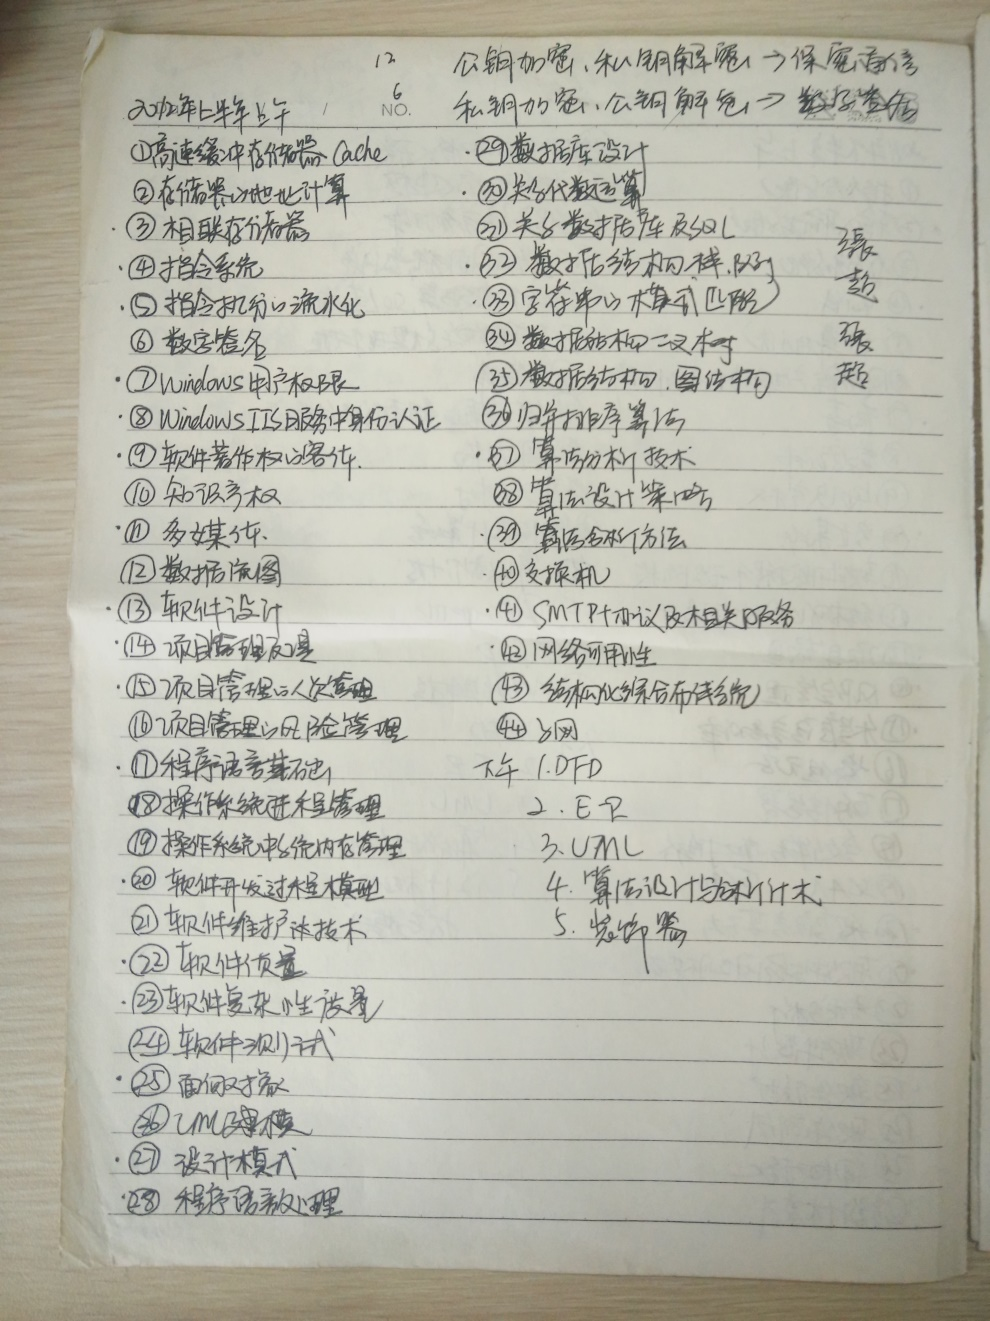 12
公钥加密、私钥解密 → 保密通信
2012年上半年上午
6
NO.
私钥加密、公钥解密 → 数字签名
①高速缓冲存储器 Cache
②存储器的地址计算
·③相联存储器
·④指令系统
·⑤指令执行的流水化
⑥数字签名
·⑦Windows用户权限
·⑧Windows IIS服务中身份认证
·⑨软件著作权的客体.
⑩知识产权
·⑪多媒体.
⑫数据流图
·⑬软件设计
·⑭项目管理及工具
·⑮项目管理的人员管理
⑯项目管理的风险管理
·⑰程序语言基础
⑱操作系统进程管理
⑲操作系统中系统内存管理
·⑳软件开发过程模型
㉑软件维护技术
·㉒软件质量
·㉓软件复杂性度量
㉔软件测试
·㉕面向对象
㉖UML建模
·㉗设计模式
·㉘程序语言处理
·㉙数据库设计
·㉚关系代数运算
㉛关系数据库及SQL
·㉜数据结构 栈.队列
·㉝字符串的模式匹配
㉞数据结构 二叉树
㉟数据结构.图结构
㊱归并排序算法
·㊲算法分析技术
㊳算法设计策略
·㊴算法分析方法
·㊵交换机
·㊶SMTP协议及相关服务
·㊷网络可用性
㊸结构化综合布线系统
㊹
張
趙
張
趙
下午 1.DFD
2.E-R
3.UML
4.算法设计与分析技术
5.装饰器